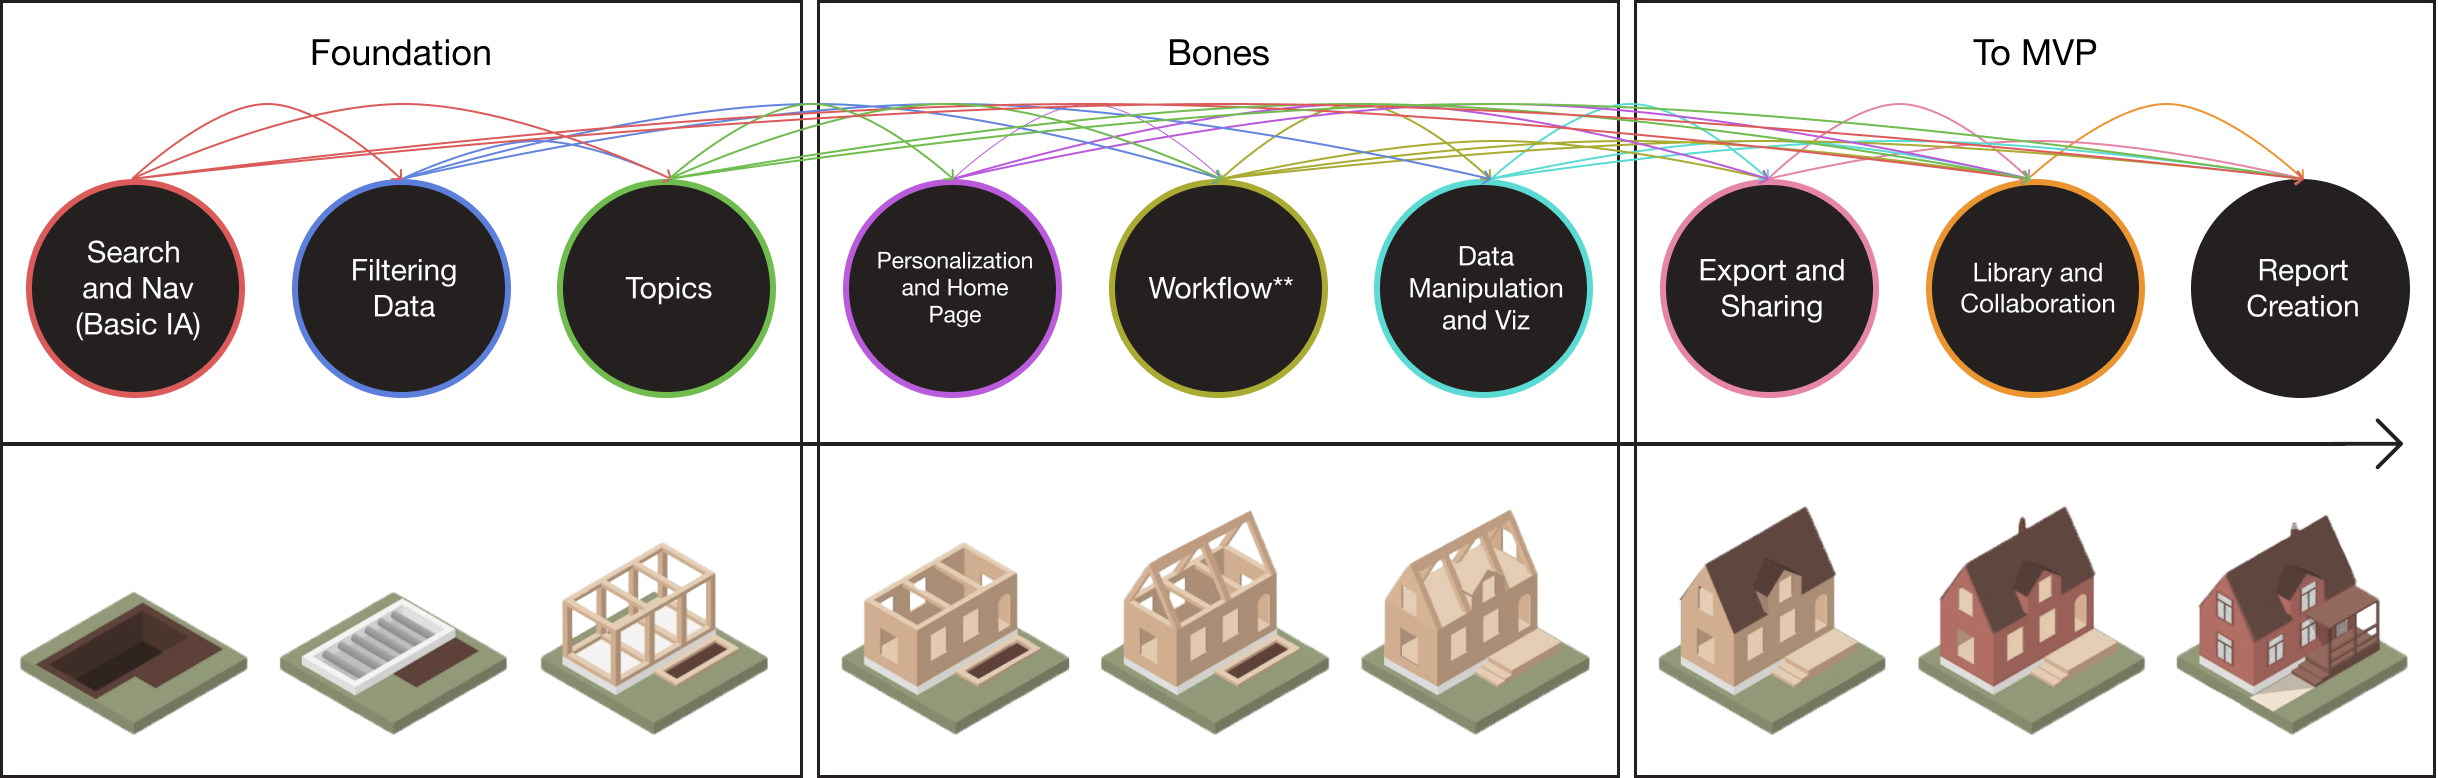 Foundation
Bones
To MVP
Search
and Nav
(Basic IA)
Filtering
Data
Topics
Personalization
and Home
Page
Workflow**
Data
Manipulation
and Viz
Export and
Sharing
Library and
Collaboration
Report
Creation